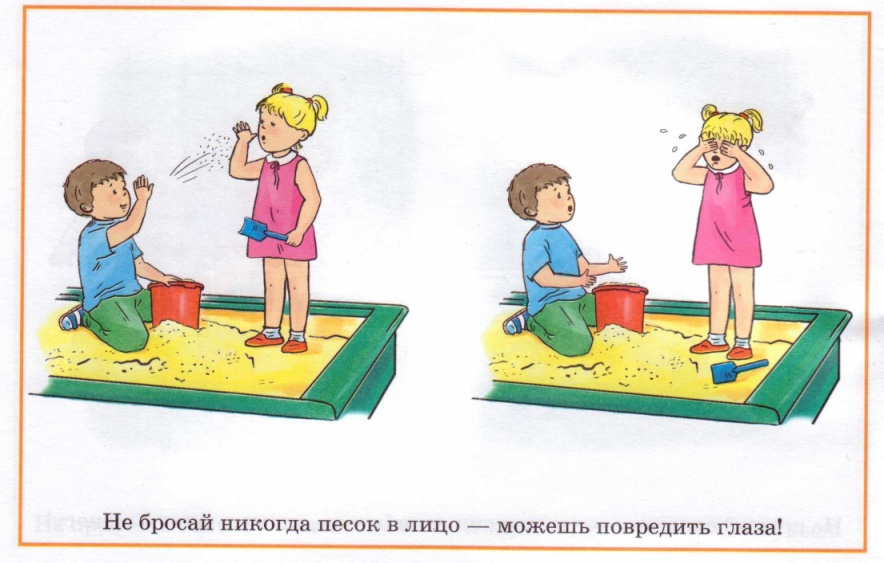 Не бросай никогда песок в лицо — можешь повредить глаза!